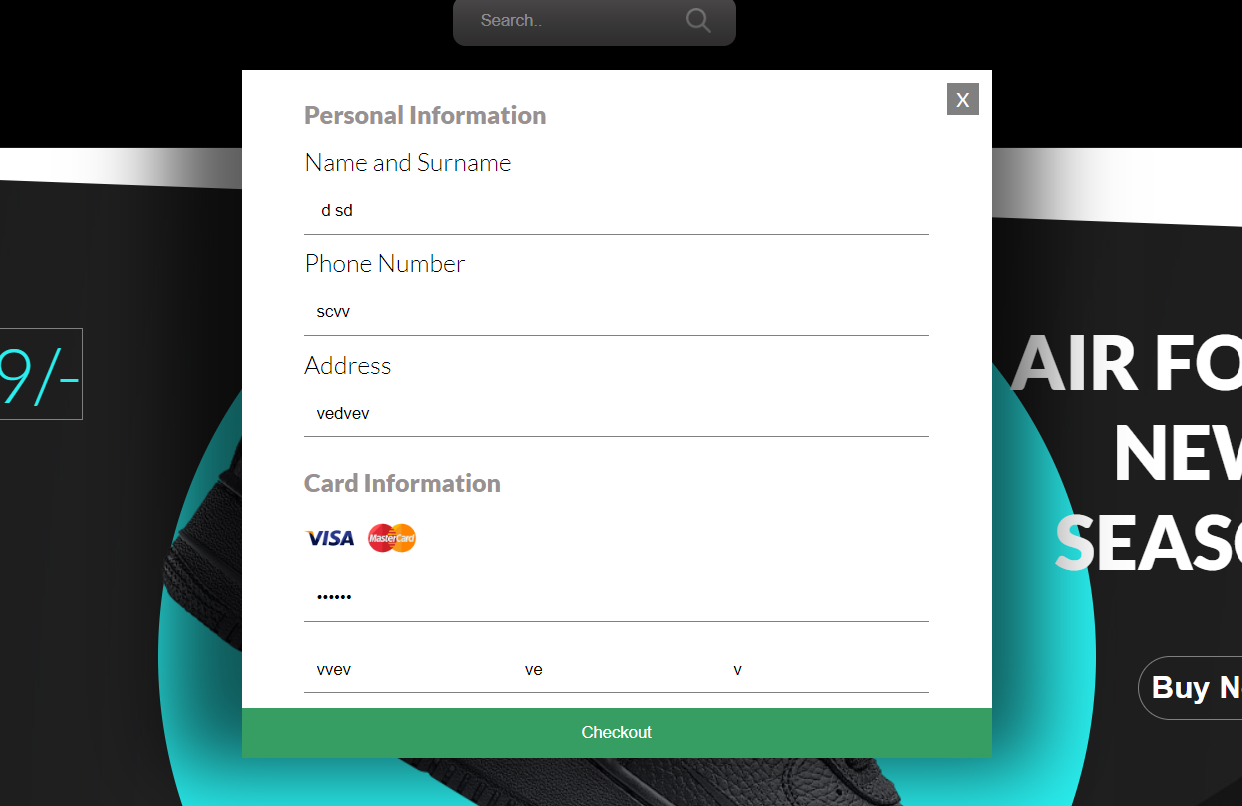 Search..
X
Personal Information
Name and Surname
d sd
Phone Number
scvv
Address
vedvev
Card Information
VISA MasterCard
••••••
vvev ve v
Checkout
9/-
AIR FO
NEW
SEASO
Buy N